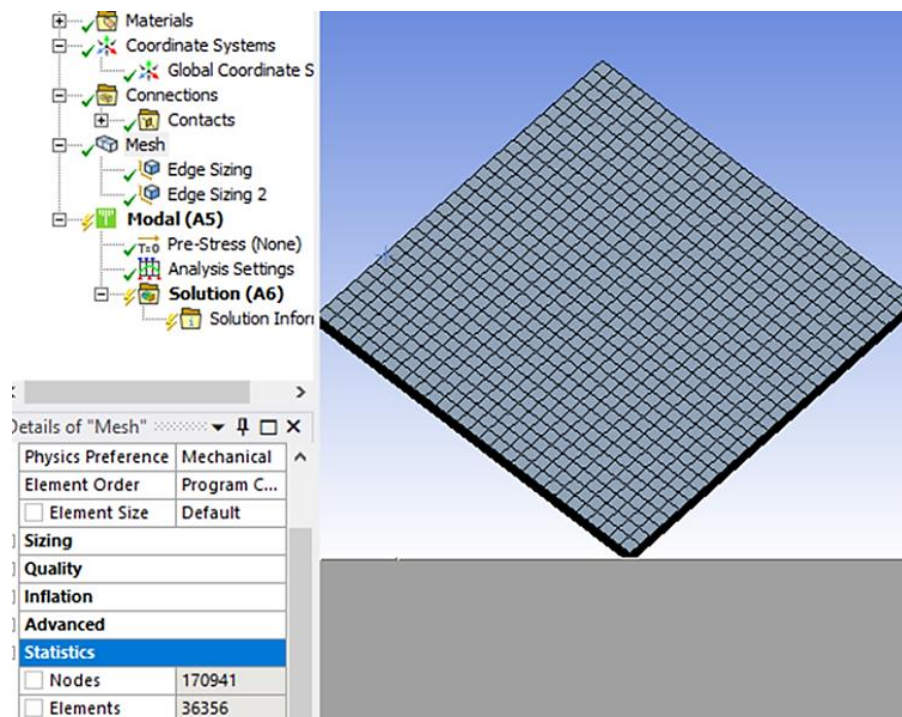 Materials
Coordinate Systems
Global Coordinate S
Connections
Contacts
Mesh
Edge Sizing
Edge Sizing 2
Modal (A5)
T=0 Pre-Stress (None)
Analysis Settings
Solution (A6)
Solution Infor
Details of "Mesh"
Physics Preference Mechanical
Element Order Program C...
Element Size Default
Sizing
Quality
Inflation
Advanced
Statistics
Nodes 170941
Elements 36356